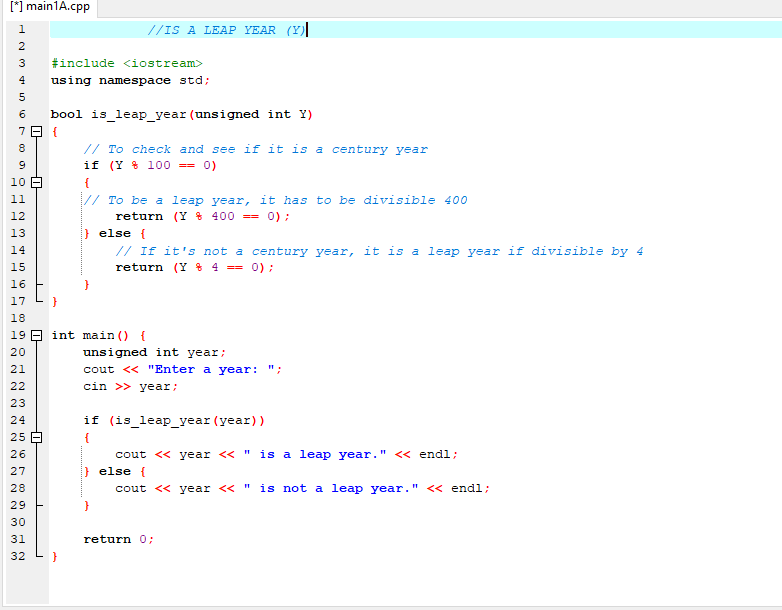 [*] main1A.cpp
1 //IS A LEAP YEAR (Y)
2
3 #include <iostream>
4 using namespace std;
5
6 bool is_leap_year(unsigned int Y)
7 {
8 // To check and see if it is a century year
9 if (Y % 100 == 0)
10 {
11 // To be a leap year, it has to be divisible 400
12 return (Y % 400 == 0);
13 } else {
14 // If it's not a century year, it is a leap year if divisible by 4
15 return (Y % 4 == 0);
16 }
17 }
18
19 int main() {
20 unsigned int year;
21 cout << "Enter a year: ";
22 cin >> year;
23
24 if (is_leap_year(year))
25 {
26 cout << year << " is a leap year." << endl;
27 } else {
28 cout << year << " is not a leap year." << endl;
29 }
30
31 return 0;
32 }